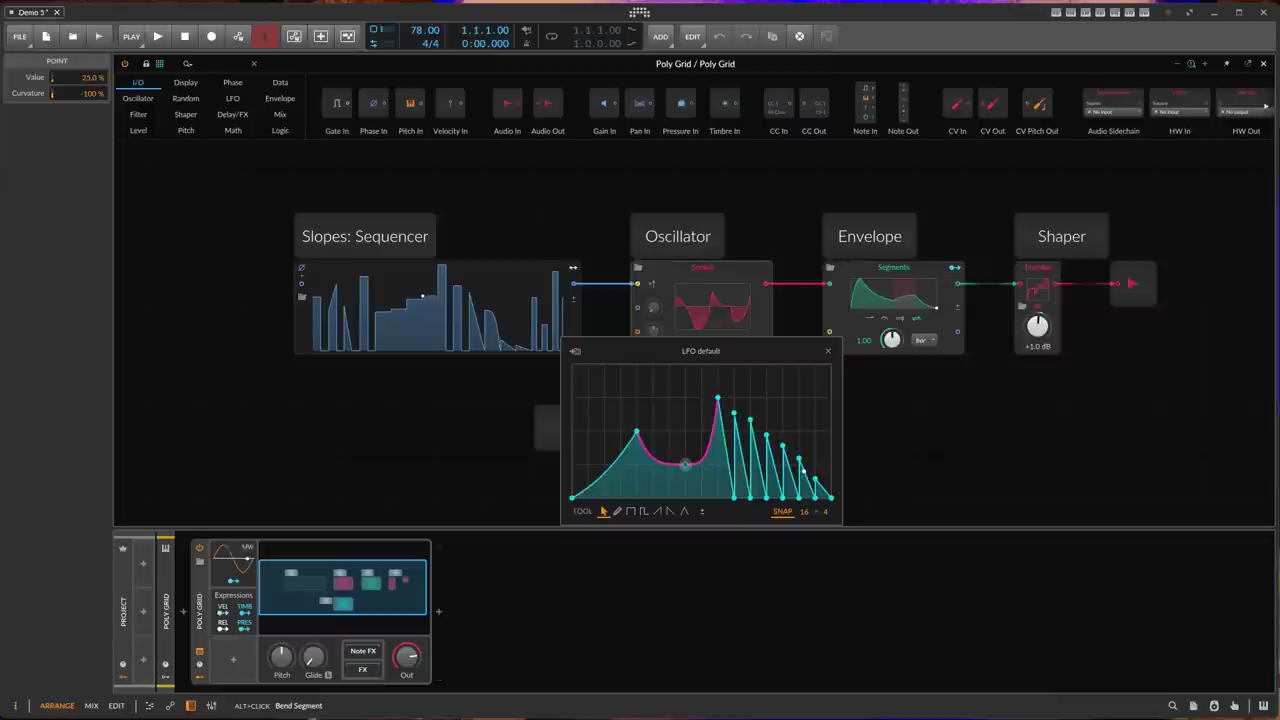 Demo 5*
FILE
PLAY
78.00
4/4
1.1.1.00
0:00.000
1.1.1.00
1.0.0.00
ADD
EDIT
POINT
Value
25.0 %
Curvature
-100 %
Poly Grid / Poly Grid
I/O
Display
Phase
Data
Oscillator
Random
LFO
Envelope
Filter
Shaper
Delay/FX
Mix
Level
Pitch
Math
Logic
Gate In
Phase In
Pitch In
Velocity In
Audio In
Audio Out
Gain In
Pan In
Pressure In
Timbre In
CC In
CC Out
Note In
Note Out
CV In
CV Out
CV Pitch Out
Audio Sidechain
HW In
HW Out
Slopes: Sequencer
Oscillator
Envelope
Shaper
Segments
1.00
bar
+1.0 dB
LFO default
TOOL
SNAP
16
4
PROJECT
POLY GRID
POLY GRID
MW
Expressions
VEL
TIMB
REL
PRES
Pitch
Glide
L
Note FX
FX
Out
ARRANGE
MIX
EDIT
ALT+CLICK
Bend Segment